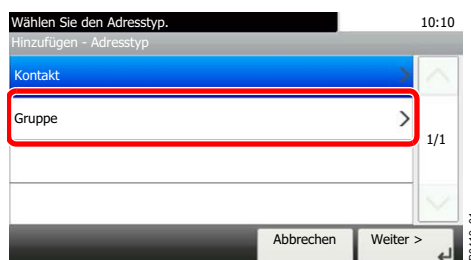 Wählen Sie den Adresstyp.
10:10
Hinzufügen - Adresstyp
Kontakt
Gruppe
1/1
Abbrechen
Weiter >